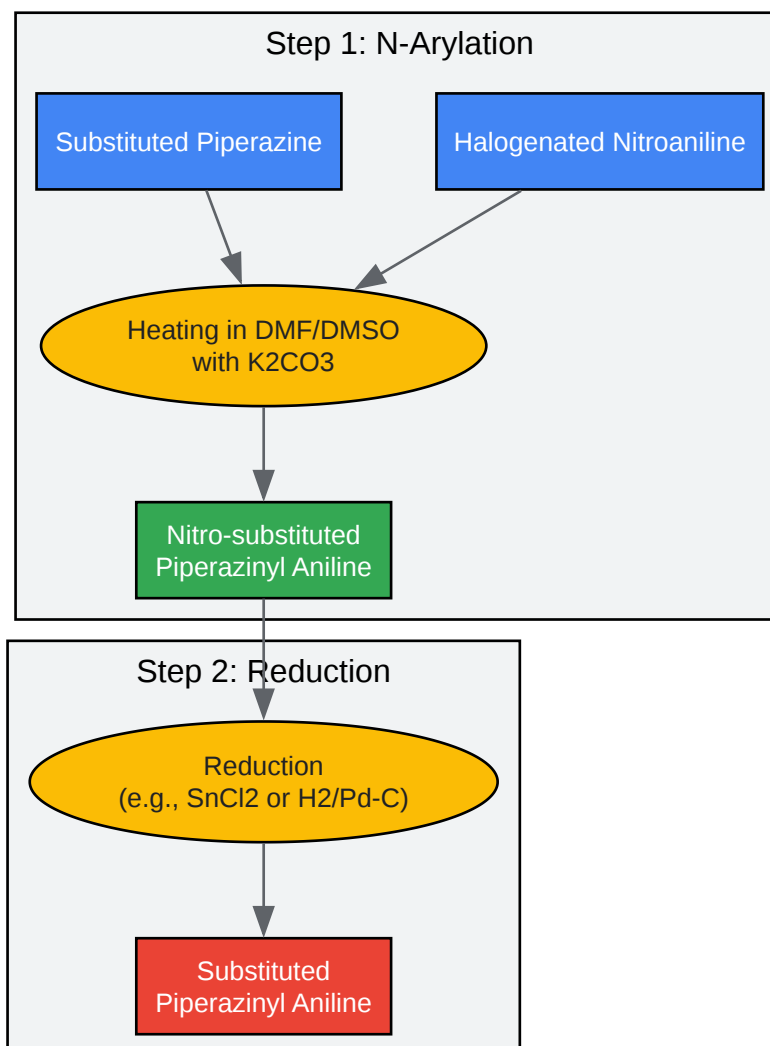 Step 1: N-Arylation
Substituted Piperazine
Halogenated Nitroaniline
Heating in DMF/DMSO
with K2CO3
Nitro-substituted
Piperazinyl Aniline
Step 2: Reduction
Reduction
(e.g., SnCl2 or H2/Pd-C)
Substituted
Piperazinyl Aniline